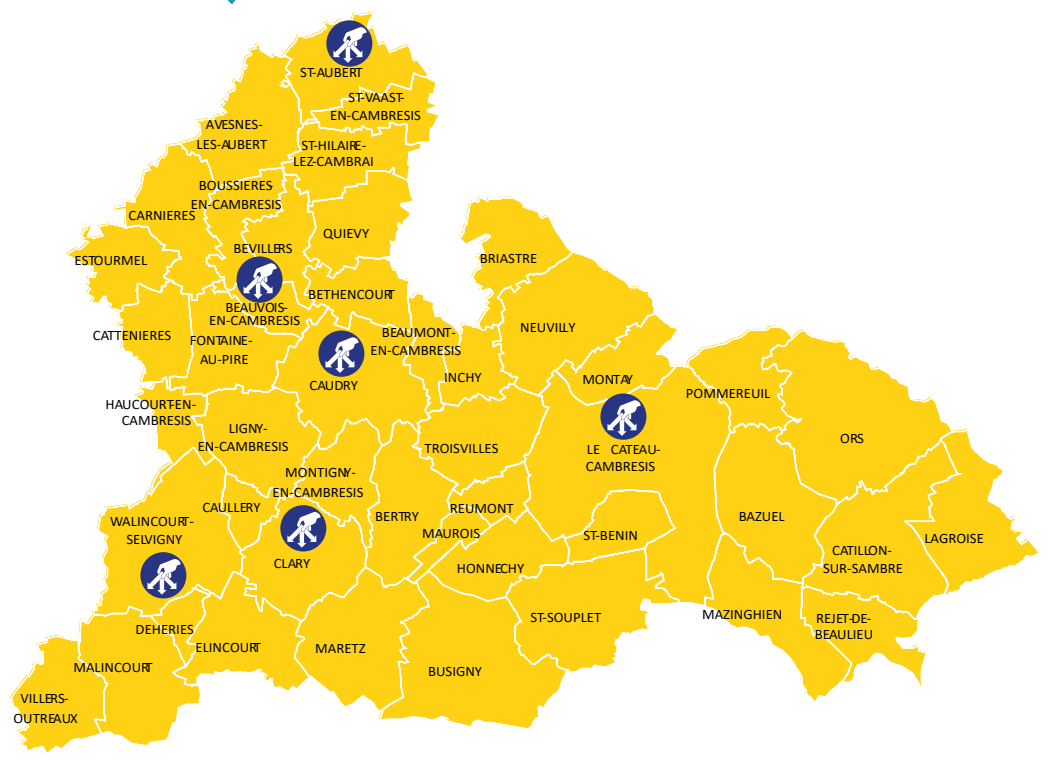 ST-AUBERT
ST-VAAST-
EN-CAMBRESIS
AVESNES-
LES-AUBERT
ST-HILAIRE-
LEZ-CAMBRAI
BOUSSIERES
EN-CAMBRESIS
CARNIERES
QUIEVY
BEVILLERS
ESTOURMEL
BRIASTRE
BETHENCOURT
BEAUVOIS-
EN-CAMBRESIS
CATTENIERES
FONTAINE-
AU-PIRE
BEAUMONT-
EN-CAMBRESIS
NEUVILLY
INCHY
CAUDRY
MONTAY
POMMEREUIL
HAUCOURT-EN-
CAMBRESIS
LIGNY-
EN-CAMBRESIS
TROISVILLES
LE CATEAU-
CAMBRESIS
ORS
MONTIGNY-
EN-CAMBRESIS
CAULLERY
REUMONT
BERTRY
BAZUEL
WALINCOURT-
SELVIGNY
MAUROIS
ST-BENIN
LAGROISE
CATILLON-
SUR-SAMBRE
CLARY
HONNECHY
MAZINGHIEN
ST-SOUPLET
REJET-DE-
BEAULIEU
DEHERIES
ELINCOURT
MARETZ
MALINCOURT
BUSIGNY
VILLERS-
OUTREAUX